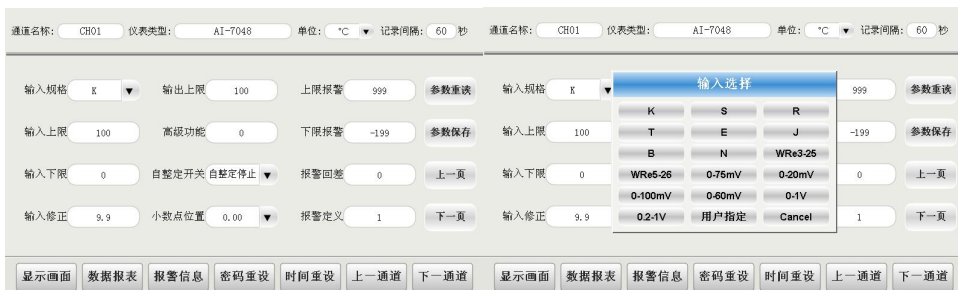 通道名称: CH01 仪表类型: AI-7048 单位: °C ▼ 记录间隔: 60 秒
输入规格 K ▼ 输出上限 100 上限报警 999 参数重读
输入上限 100 高级功能 0 下限报警 -199 参数保存
输入下限 0 自整定开关 自整定停止 ▼ 报警回差 0 上一页
输入修正 9.9 小数点位置 0.00 ▼ 报警定义 1 下一页
显示画面 数据报表 报警信息 密码重设 时间重设 上一通道 下一通道
通道名称: CH01 仪表类型: AI-7048 单位: °C ▼ 记录间隔: 60 秒
输入规格 K ▼ 999 参数重读
输入上限 100 -199 参数保存
输入下限 0 0 上一页
输入修正 9.9 1 下一页
输入选择
K S R
T E J
B N WRe3-25
WRe5-26 0-75mV 0-20mV
0-100mV 0-60mV 0-1V
0.2-1V 用户指定 Cancel
显示画面 数据报表 报警信息 密码重设 时间重设 上一通道 下一通道